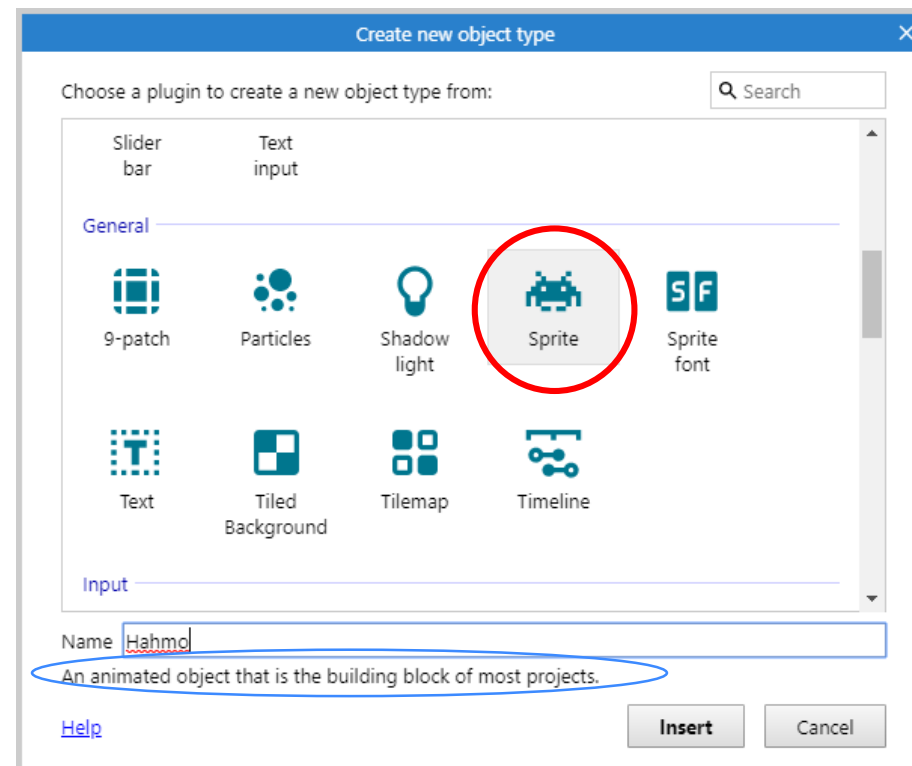 Create new object type
Choose a plugin to create a new object type from:
Search
Slider
bar
Text
input
General
9-patch
Particles
Shadow
light
Sprite
S F
Sprite
font
T
Text
Tiled
Background
Tilemap
Timeline
Input
Name Hahmo
An animated object that is the building block of most projects.
Help
Insert
Cancel